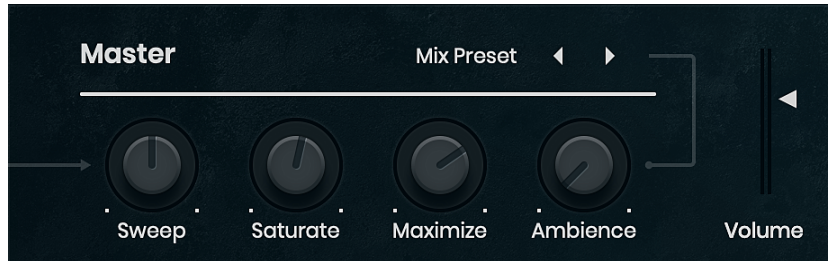 Master
Mix Preset
Sweep
Saturate
Maximize
Ambience
Volume